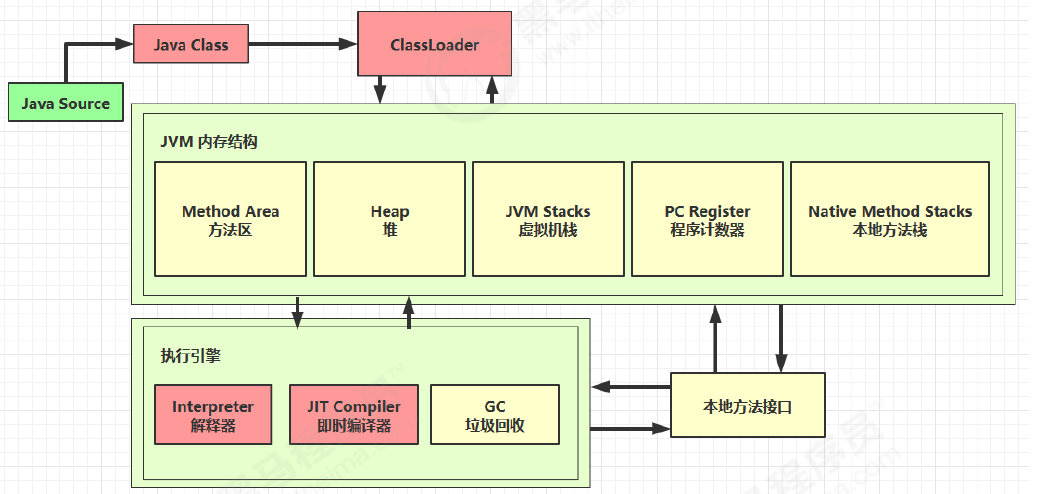 Java Class
ClassLoader
Java Source
JVM 内存结构
Method Area
方法区
Heap
堆
JVM Stacks
虚拟机栈
PC Register
程序计数器
Native Method Stacks
本地方法栈
执行引擎
Interpreter
解释器
JIT Compiler
即时编译器
GC
垃圾回收
本地方法接口